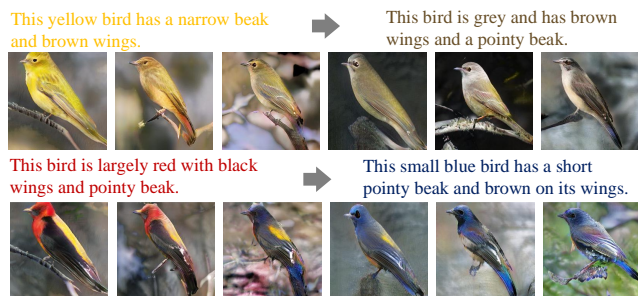 This yellow bird has a narrow beak
and brown wings.
This bird is grey and has brown
wings and a pointy beak.
This bird is largely red with black
wings and pointy beak.
This small blue bird has a short
pointy beak and brown on its wings.